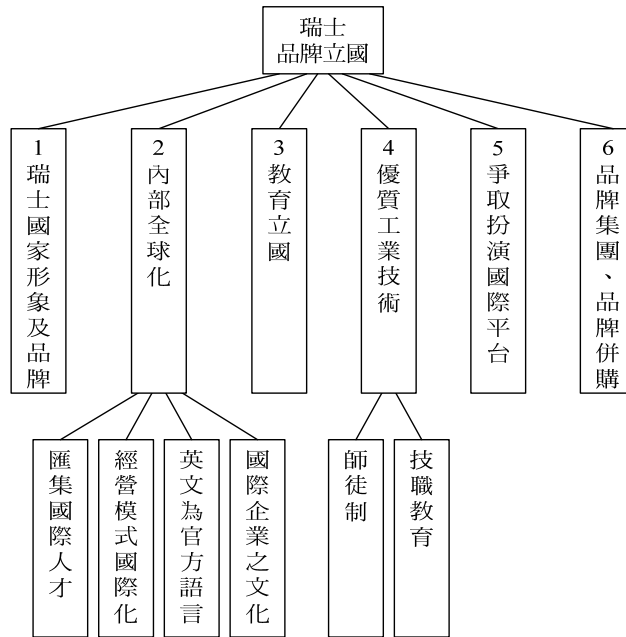 瑞士
品牌立國
1
瑞士國家形象及品牌
2
內部全球化
3
教育立國
4
優質工業技術
5
爭取扮演國際平台
6
品牌集團、品牌併購
匯集國際人才
經營模式國際化
英文為官方語言
國際企業之文化
師徒制
技職教育